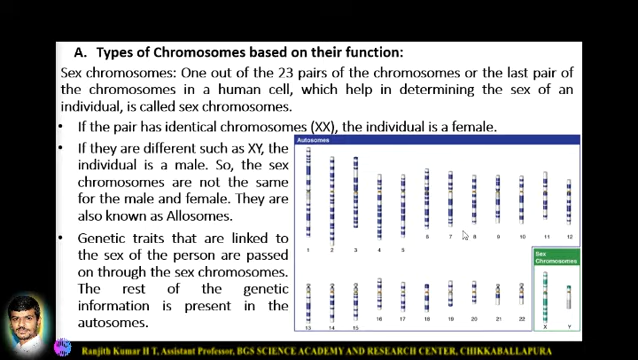 A. Types of Chromosomes based on their function:
Sex chromosomes: One out of the 23 pairs of the chromosomes or the last pair of
the chromosomes in a human cell, which help in determining the sex of an
individual, is called sex chromosomes.
• If the pair has identical chromosomes (XX), the individual is a female.
• If they are different such as XY, the
individual is a male. So, the sex
chromosomes are not the same
for the male and female. They are
also known as Allosomes.
• Genetic traits that are linked to
the sex of the person are passed
on through the sex chromosomes.
The rest of the genetic
information is present in the
autosomes.
Autosomes
1 2 3 4 5 6 7 8 9 10 11 12
Sex
Chromosomes
13 14 15 16 17 18 19 20 21 22 X Y
Ranjith Kumar H T, Assistant Professor, BGS SCIENCE ACADEMY AND RESEARCH CENTER, CHIKKABALLAPURA